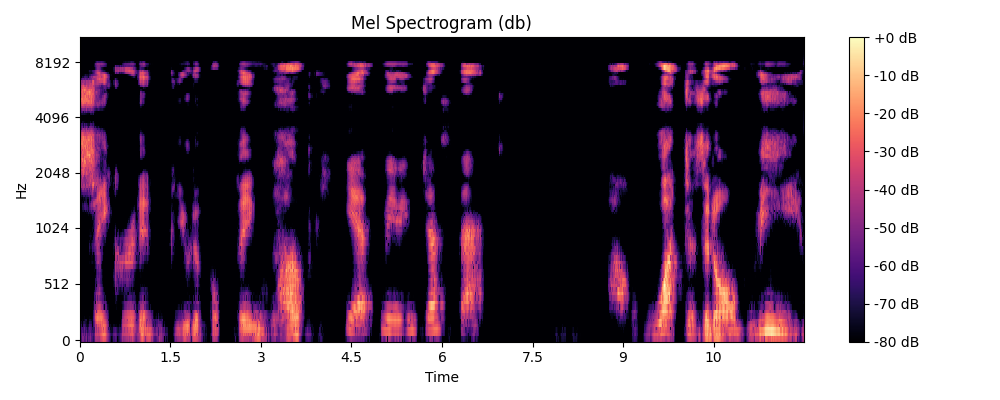 Mel Spectrogram (db)
Hz
8192
4096
2048
1024
512
0
0 1.5 3 4.5 6 7.5 9 10
Time
+0 dB
-10 dB
-20 dB
-30 dB
-40 dB
-50 dB
-60 dB
-70 dB
-80 dB